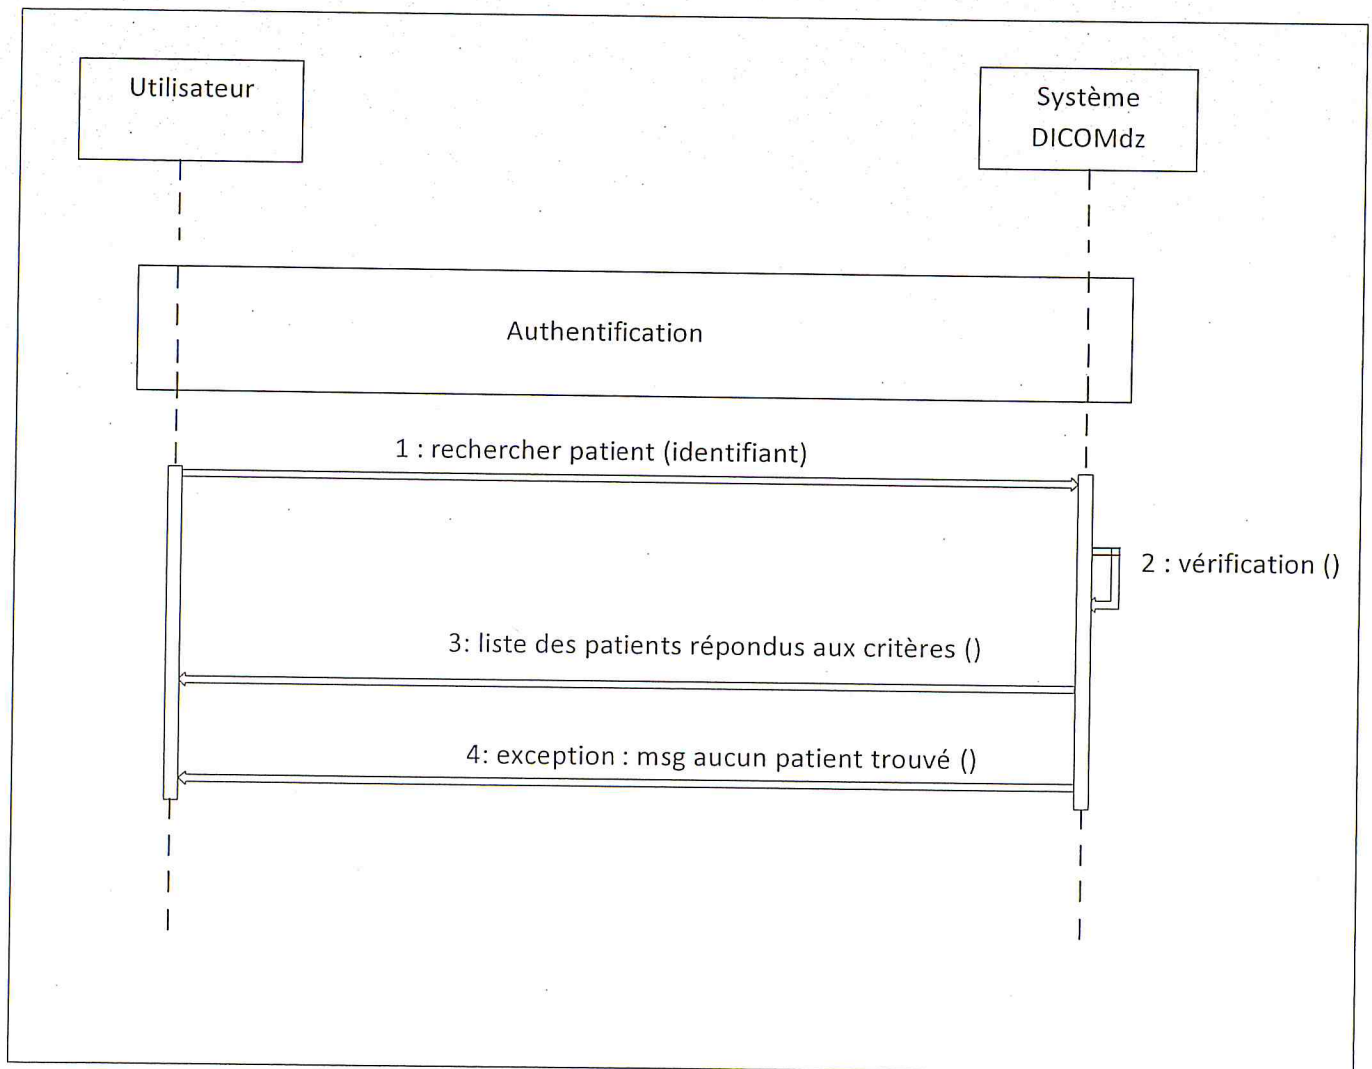 Utilisateur
Système
DICOMdz
Authentification
1 : rechercher patient (identifiant)
2 : vérification ()
3: liste des patients répondus aux critères ()
4: exception : msg aucun patient trouvé ()